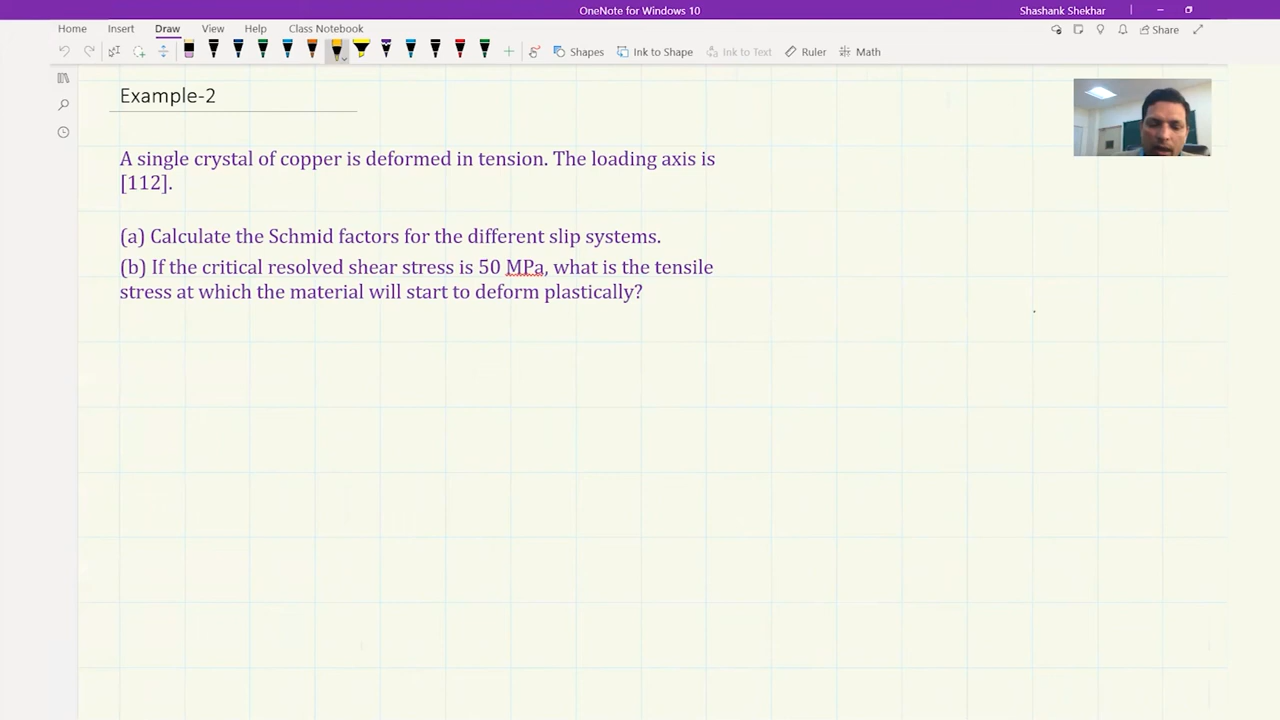 OneNote for Windows 10
Shashank Shekhar
Home Insert Draw View Help Class Notebook
Share
Shapes Ink to Shape Ink to Text Ruler Math
Example-2
A single crystal of copper is deformed in tension. The loading axis is
[112].
(a) Calculate the Schmid factors for the different slip systems.
(b) If the critical resolved shear stress is 50 MPa, what is the tensile
stress at which the material will start to deform plastically?